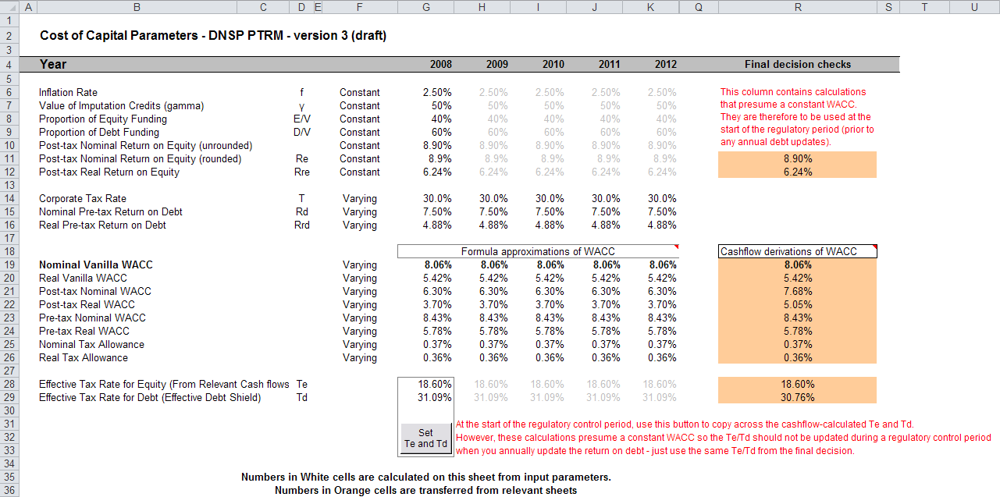 A B C D E F G H I J K Q R S T U
1
2 Cost of Capital Parameters - DNSP PTRM - version 3 (draft)
3
4 Year 2008 2009 2010 2011 2012 Final decision checks
5
6 Inflation Rate f Constant 2.50% 2.50% 2.50% 2.50% 2.50% This column contains calculations
7 Value of Imputation Credits (gamma) γ Constant 50% 50% 50% 50% 50% that presume a constant WACC.
8 Proportion of Equity Funding E/V Constant 40% 40% 40% 40% 40% They are therefore to be used at the
9 Proportion of Debt Funding D/V Constant 60% 60% 60% 60% 60% start of the regulatory period (prior to
10 Post-tax Nominal Return on Equity (unrounded) Constant 8.90% 8.90% 8.90% 8.90% 8.90% any annual debt updates).
11 Post-tax Nominal Return on Equity (rounded) Re Constant 8.9% 8.9% 8.9% 8.9% 8.9% 8.90%
12 Post-tax Real Return on Equity Rre Constant 6.24% 6.24% 6.24% 6.24% 6.24% 6.24%
13
14 Corporate Tax Rate T Varying 30.0% 30.0% 30.0% 30.0% 30.0%
15 Nominal Pre-tax Return on Debt Rd Varying 7.50% 7.50% 7.50% 7.50% 7.50%
16 Real Pre-tax Return on Debt Rrd Varying 4.88% 4.88% 4.88% 4.88% 4.88%
17
18 Formula approximations of WACC Cashflow derivations of WACC
19 Nominal Vanilla WACC Varying 8.06% 8.06% 8.06% 8.06% 8.06% 8.06%
20 Real Vanilla WACC Varying 5.42% 5.42% 5.42% 5.42% 5.42% 5.42%
21 Post-tax Nominal WACC Varying 6.30% 6.30% 6.30% 6.30% 6.30% 7.68%
22 Post-tax Real WACC Varying 3.70% 3.70% 3.70% 3.70% 3.70% 5.05%
23 Pre-tax Nominal WACC Varying 8.43% 8.43% 8.43% 8.43% 8.43% 8.43%
24 Pre-tax Real WACC Varying 5.78% 5.78% 5.78% 5.78% 5.78% 5.78%
25 Nominal Tax Allowance Varying 0.37% 0.37% 0.37% 0.37% 0.37% 0.37%
26 Real Tax Allowance Varying 0.36% 0.36% 0.36% 0.36% 0.36% 0.36%
27
28 Effective Tax Rate for Equity (From Relevant Cash flows Te 18.60% 18.60% 18.60% 18.60% 18.60% 18.60%
29 Effective Tax Rate for Debt (Effective Debt Shield) Td 31.09% 31.09% 31.09% 31.09% 31.09% 30.76%
30
31 Set At the start of the regulatory control period, use this button to copy across the cashflow-calculated Te and Td.
32 Te and Td However, these calculations presume a constant WACC so the Te/Td should not be updated during a regulatory control period
33 when you annually update the return on debt - just use the same Te/Td from the final decision.
34
35 Numbers in White cells are calculated on this sheet from input parameters.
36 Numbers in Orange cells are transferred from relevant sheets